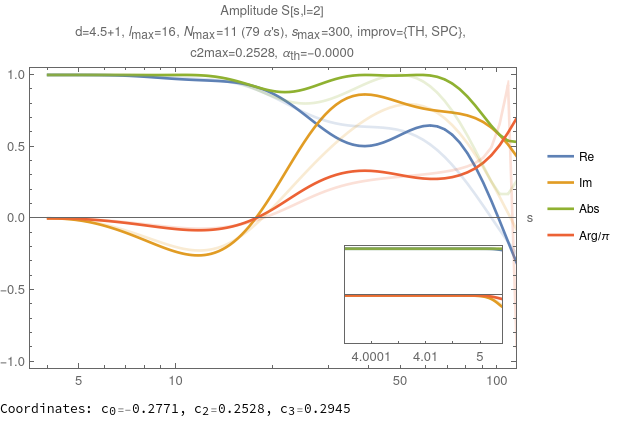 Amplitude S[s,l=2]
d=4.5+1, lmax=16, Nmax=11 (79 α's), smax=300, improv={TH, SPC},
c2max=0.2528, αth=−0.0000
1.0
0.5
0.0
−0.5
−1.0
s
Re
Im
Abs
Arg/π
4.0001 4.01 5
5 10 50 100
Coordinates: c0=-0.2771, c2=0.2528, c3=0.2945